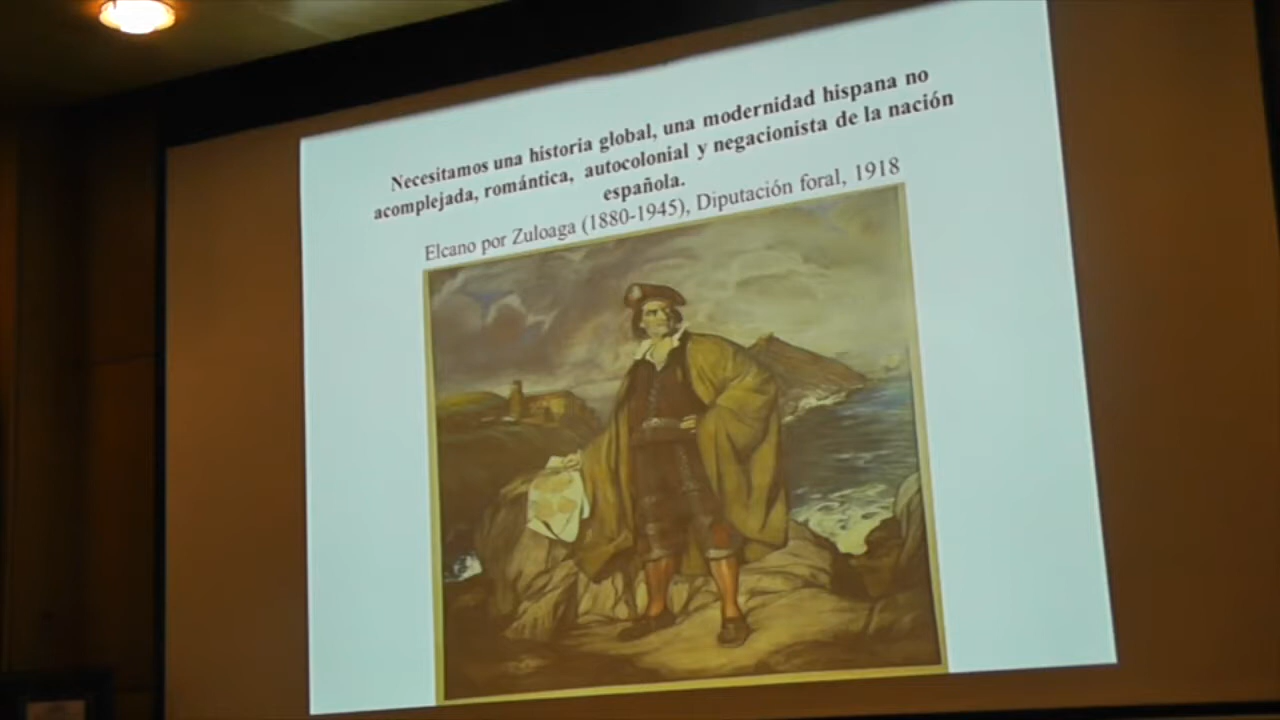 Necesitamos una historia global, una modernidad hispana no
acomplejada, romántica, autocolonial y negacionista de la nación
española.
Elcano por Zuloaga (1880-1945), Diputación foral, 1918